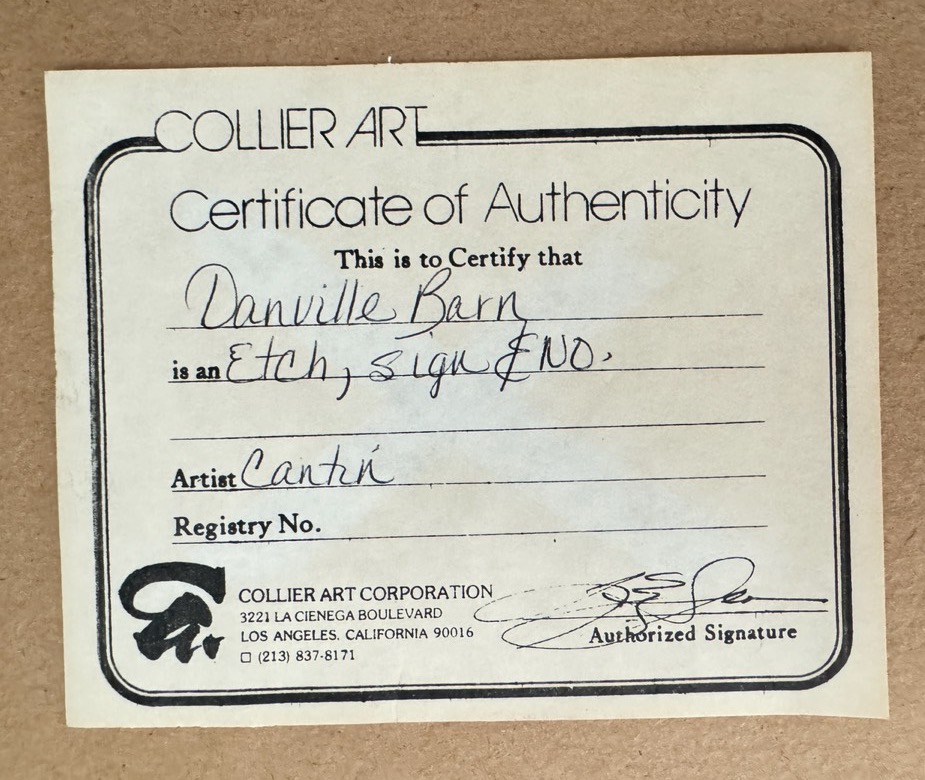 COLLIER ART
Certificate of Authenticity
This is to Certify that
Danville Barn
is an Etch, sign & NO.
Artist Cantin
Registry No.
COLLIER ART CORPORATION
3221 LA CIENEGA BOULEVARD
LOS ANGELES, CALIFORNIA 90016
(213) 837-8171
Authorized Signature